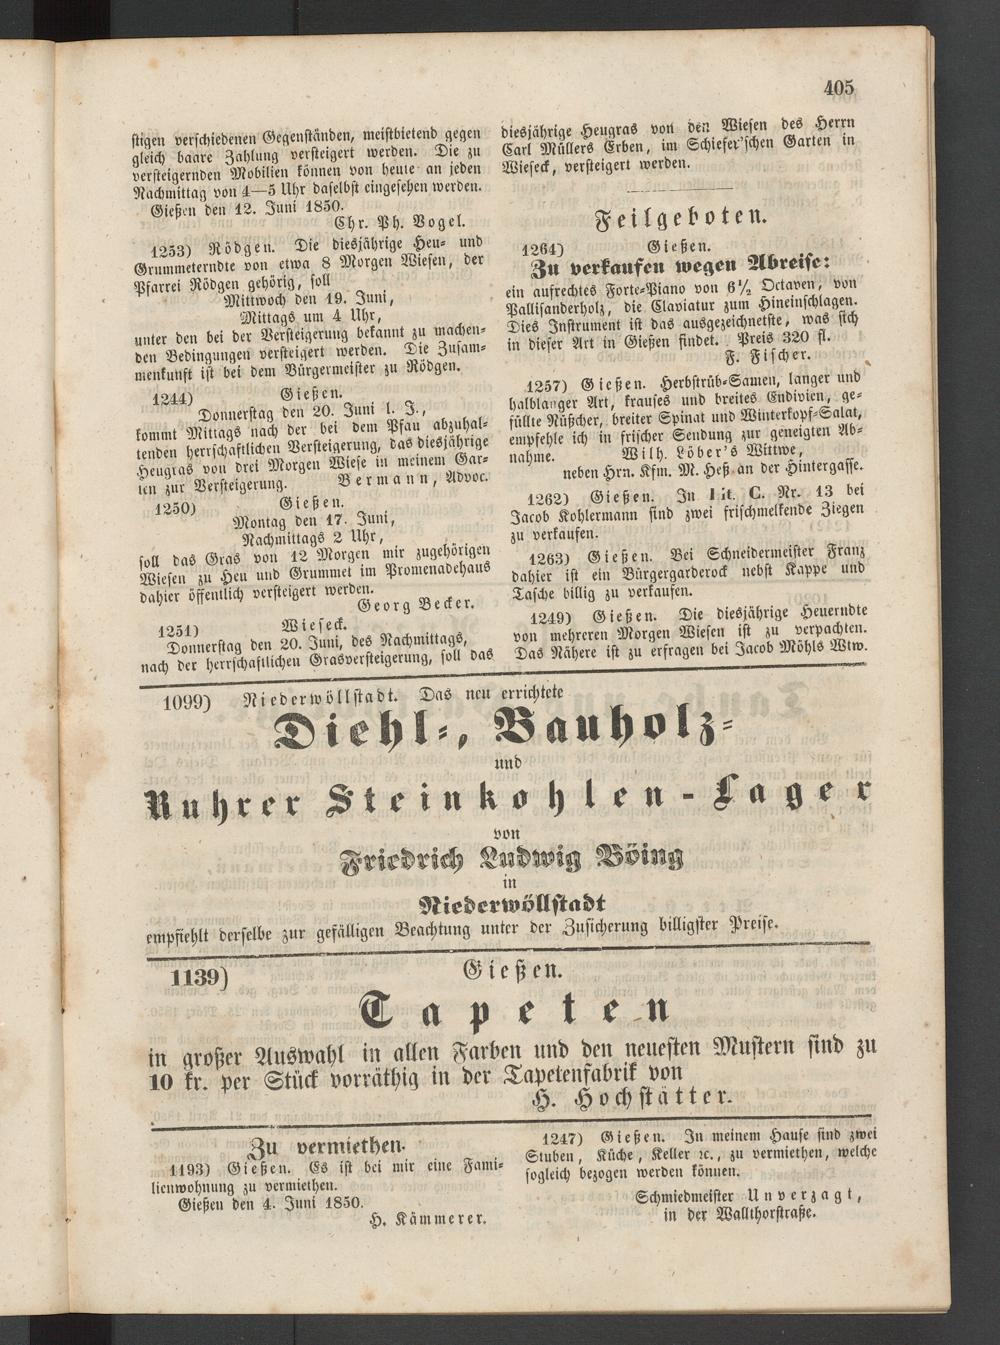 405
stigen verschiedenen Gegenständen, meistbietend gegen
gleich baare Zahlung versteigert werden. Die zu
versteigernden Mobilien können von heute an jeden
Nachmittag von 4—5 Uhr daselbst eingesehen werden.
Gießen den 12. Juni 1850.
Chr. Ph. Vogel.
1253) Rödgen. Die diesjährige Heu- und
Grummeterndte von etwa 8 Morgen Wiesen, der
Pfarrei Rödgen gehörig, soll
Mittwoch den 19. Juni,
Mittags um 4 Uhr,
unter den bei der Versteigerung bekannt zu machen-
den Bedingungen versteigert werden. Die Zusam-
menkunft ist bei dem Bürgermeister zu Rödgen.
1244) Gießen.
Donnerstag den 20. Juni l. J.,
kommt Mittags nach der bei dem Pfau abzuhal-
tenden herrschaftlichen Versteigerung, das diesjährige
Heugras von drei Morgen Wiese in meinem Gar-
ten zur Versteigerung. Bermann, Advoc.
1250) Gießen.
Montag den 17. Juni,
Nachmittags 2 Uhr,
soll das Gras von 12 Morgen mir zugehörigen
Wiesen zu Heu und Grummet im Promenadehaus
dahier öffentlich versteigert werden.
Georg Becker.
1251) Wieseck.
Donnerstag den 20. Juni, des Nachmittags,
nach der herrschaftlichen Grasversteigerung, soll das
diesjährige Heugras von den Wiesen des Herrn
Carl Müllers Erben, im Schiefer'schen Garten in
Wieseck, versteigert werden.
Feilgeboten.
1264) Gießen.
Zu verkaufen wegen Abreise:
ein aufrechtes Forte-Piano von 6½ Octaven, von
Pallisanderholz, die Claviatur zum Hineinschlagen.
Dies Instrument ist das ausgezeichnetste, was sich
in dieser Art in Gießen findet. Preis 320 fl.
F. Fischer.
1257) Gießen. Herbstrüb-Samen, langer und
halblanger Art, krauses und breites Endivien, ge-
füllte Nüßcher, breiter Spinat und Winterkopf-Salat,
empfehle ich in frischer Sendung zur geneigten Ab-
nahme. Wilh. Löber's Wittwe,
neben Hrn. Kfm. M. Heß an der Hintergasse.
1262) Gießen. In Lit. C. Nr. 13 bei
Jacob Kohlermann sind zwei frischmelkende Ziegen
zu verkaufen.
1263) Gießen. Bei Schneidermeister Franz
dahier ist ein Bürgergarderock nebst Kappe und
Tasche billig zu verkaufen.
1249) Gießen. Die diesjährige Heuerndte
von mehreren Morgen Wiesen ist zu verpachten.
Das Nähere ist zu erfragen bei Jacob Möhls Wtw.
1099) Niederwöllstadt. Das neu errichtete
Diehl-, Bauholz-
und
Ruhrer Steinkohlen-Lager
von
Friedrich Ludwig Böing
in
Niederwöllstadt
empfiehlt derselbe zur gefälligen Beachtung unter der Zusicherung billigster Preise.
1139) Gießen.
Tapeten
in großer Auswahl in allen Farben und den neuesten Mustern sind zu
10 kr. per Stück vorräthig in der Tapetenfabrik von
H. Hochstätter.
Zu vermiethen.
1193) Gießen. Es ist bei mir eine Fami-
lienwohnung zu vermiethen.
Gießen den 4. Juni 1850.
H. Kämmerer.
1247) Gießen. In meinem Hause sind zwei
Stuben, Küche, Keller ꝛc., zu vermiethen, welche
sogleich bezogen werden können.
Schmiedmeister Unverzagt,
in der Wallthorstraße.